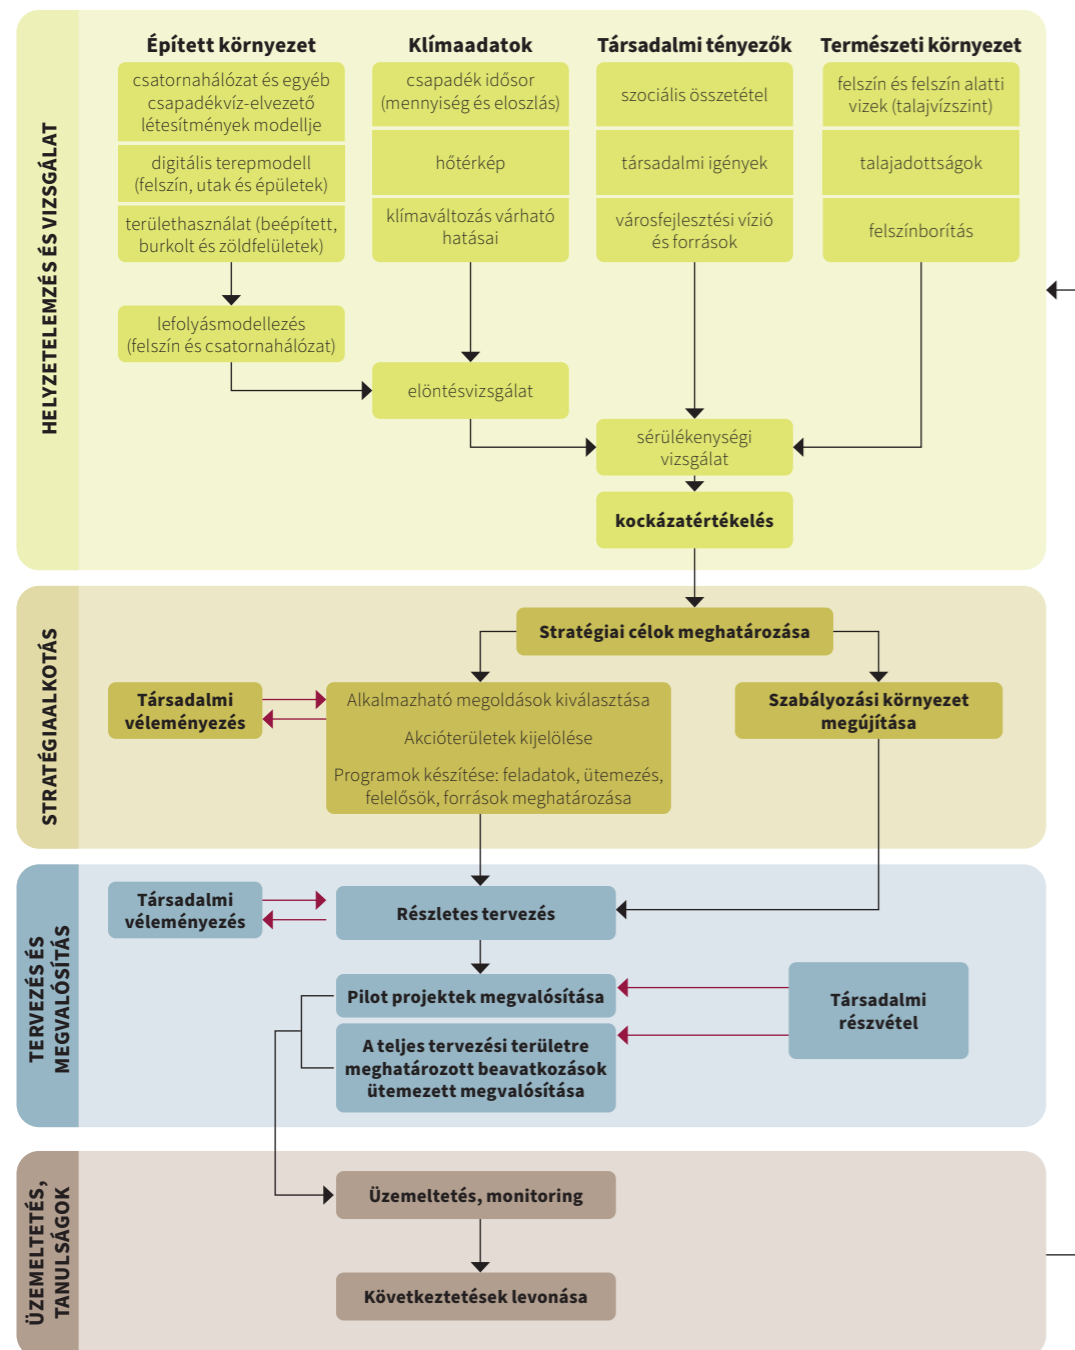 HELYZETELEMZÉS ÉS VIZSGÁLAT
Épített környezet
csatornahálózat és egyéb
csapadékvíz-elvezető
létesítmények modellje
digitális terepmodell
(felszín, utak és épületek)
területhasználat (beépített,
burkolt és zöldfelületek)
lefolyásmodellezés
(felszín és csatornahálózat)
Klímaadatok
csapadék idősor
(mennyiség és eloszlás)
hőtérkép
klímaváltozás várható
hatásai
elöntésvizsgálat
Társadalmi tényezők
szociális összetétel
társadalmi igények
városfejlesztési vízió
és források
Természeti környezet
felszín és felszín alatti
vizek (talajvízszint)
talajadottságok
felszínborítás
sérülékenységi
vizsgálat
kockázatértékelés
STRATÉGIAALKOTÁS
Stratégiai célok meghatározása
Társadalmi
véleményezés
Alkalmazható megoldások kiválasztása
Akcióterületek kijelölése
Programok készítése: feladatok, ütemezés,
felelősök, források meghatározása
Szabályozási környezet
megújítása
TERVEZÉS ÉS
MEGVALÓSÍTÁS
Társadalmi
véleményezés
Részletes tervezés
Pilot projektek megvalósítása
A teljes tervezési területre
meghatározott beavatkozások
ütemezett megvalósítása
Társadalmi
részvétel
ÜZEMELTETÉS,
TANULSÁGOK
Üzemeltetés, monitoring
Következtetések levonása